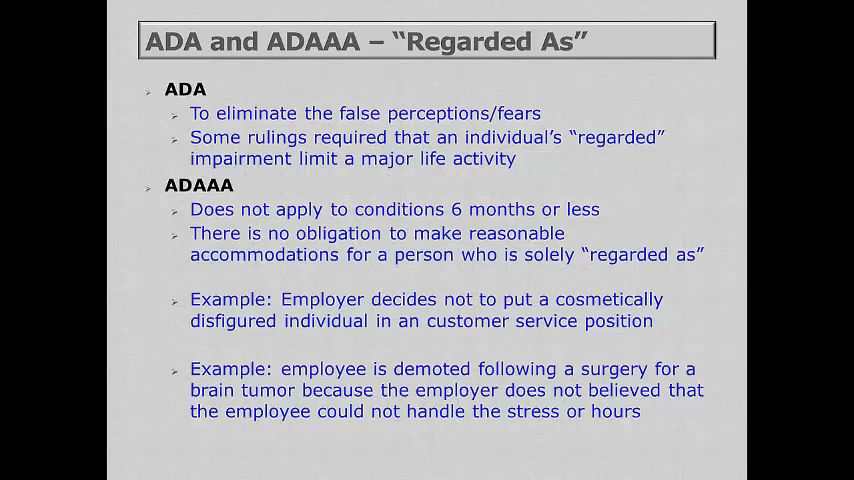 ADA and ADAAA – “Regarded As”
ADA
To eliminate the false perceptions/fears
Some rulings required that an individual’s “regarded”
impairment limit a major life activity
ADAAA
Does not apply to conditions 6 months or less
There is no obligation to make reasonable
accommodations for a person who is solely “regarded as”
Example: Employer decides not to put a cosmetically
disfigured individual in an customer service position
Example: employee is demoted following a surgery for a
brain tumor because the employer does not believed that
the employee could not handle the stress or hours